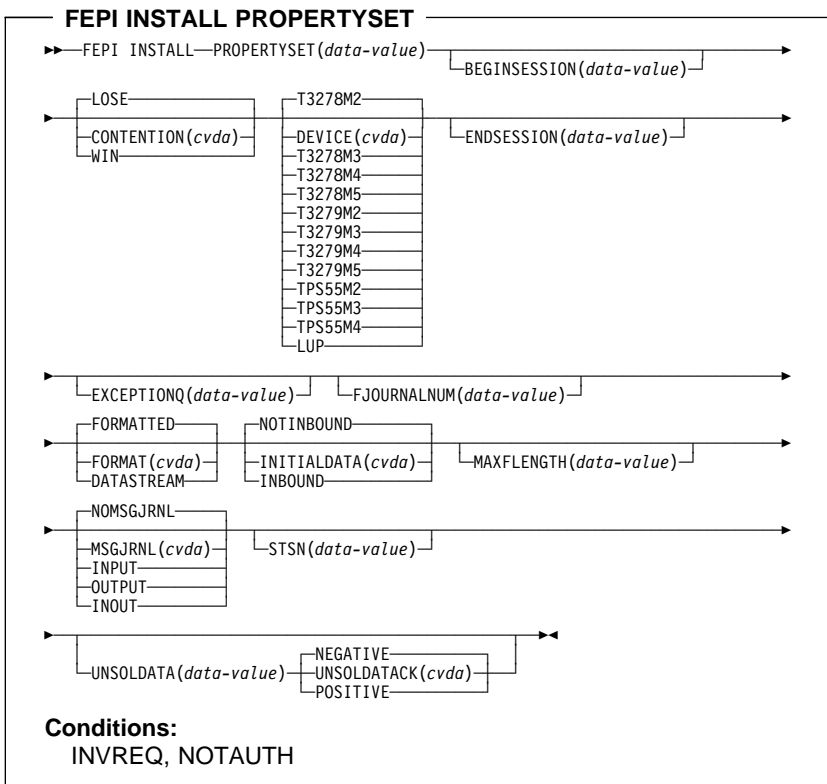 FEPI INSTALL PROPERTYSET
FEPI INSTALL PROPERTYSET(data-value)
BEGINSESSION(data-value)
LOSE T3278M2
CONTENTION(cvda) DEVICE(cvda) ENDSESSION(data-value)
WIN T3278M3
T3278M4
T3278M5
T3279M2
T3279M3
T3279M4
T3279M5
TPS55M2
TPS55M3
TPS55M4
LUP
EXCEPTIONQ(data-value) FJOURNALNUM(data-value)
FORMATTED NOTINBOUND
FORMAT(cvda) INITIALDATA(cvda) MAXFLENGTH(data-value)
DATASTREAM INBOUND
NOMSGJRNL
MSGJRNL(cvda) STSN(data-value)
INPUT
OUTPUT
INOUT
NEGATIVE
UNSOLDATA(data-value) UNSOLDATACK(cvda)
POSITIVE
Conditions:
INVREQ, NOTAUTH